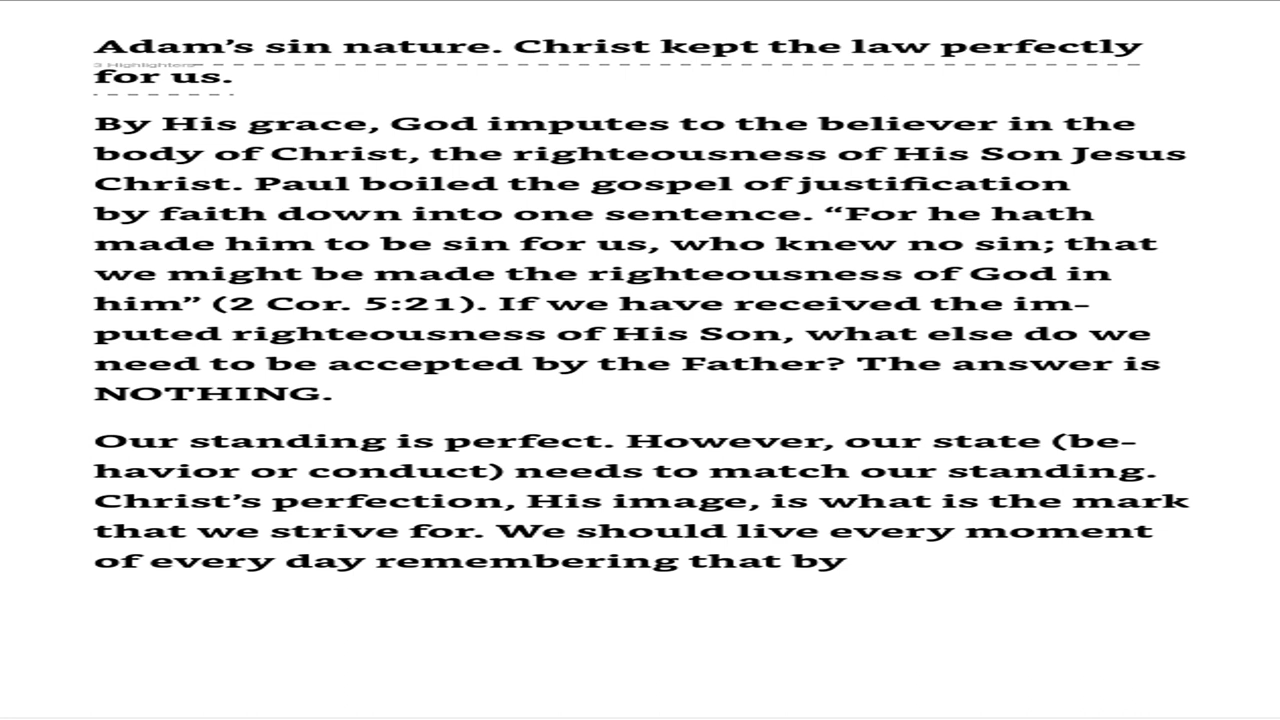 Adam’s sin nature. Christ kept the law perfectly
3 Highlighters
for us.
By His grace, God imputes to the believer in the
body of Christ, the righteousness of His Son Jesus
Christ. Paul boiled the gospel of justification
by faith down into one sentence. “For he hath
made him to be sin for us, who knew no sin; that
we might be made the righteousness of God in
him” (2 Cor. 5:21). If we have received the im-
puted righteousness of His Son, what else do we
need to be accepted by the Father? The answer is
NOTHING.
Our standing is perfect. However, our state (be-
havior or conduct) needs to match our standing.
Christ’s perfection, His image, is what is the mark
that we strive for. We should live every moment
of every day remembering that by